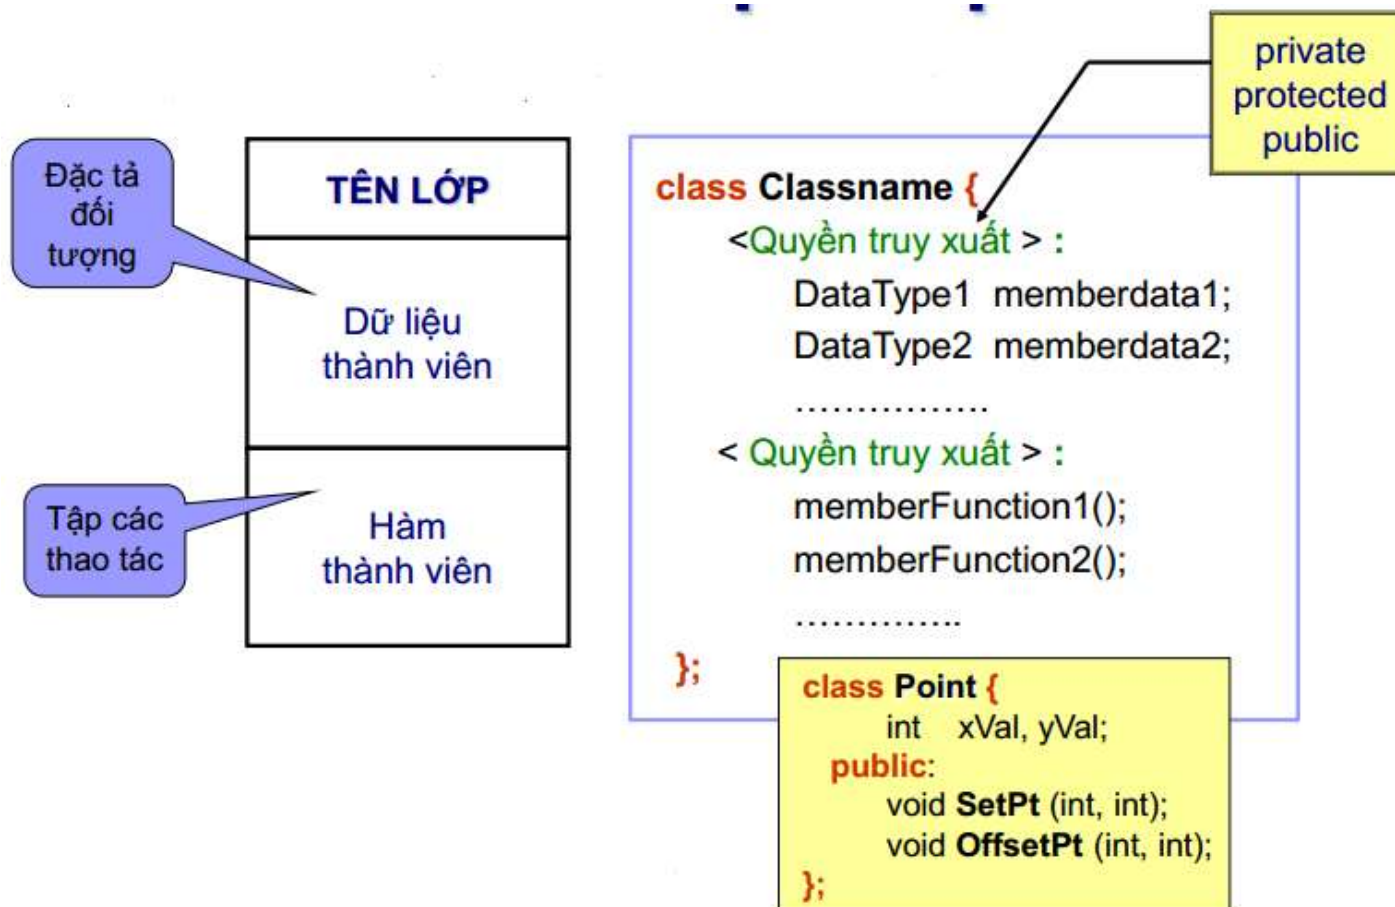 private
protected
public
Đặc tả
đối
tượng
TÊN LỚP
Dữ liệu
thành viên
Tập các
thao tác
Hàm
thành viên
class Classname {
<Quyền truy xuất > :
DataType1 memberdata1;
DataType2 memberdata2;
................
< Quyền truy xuất > :
memberFunction1();
memberFunction2();
..............
};
class Point {
int xVal, yVal;
public:
void SetPt (int, int);
void OffsetPt (int, int);
};